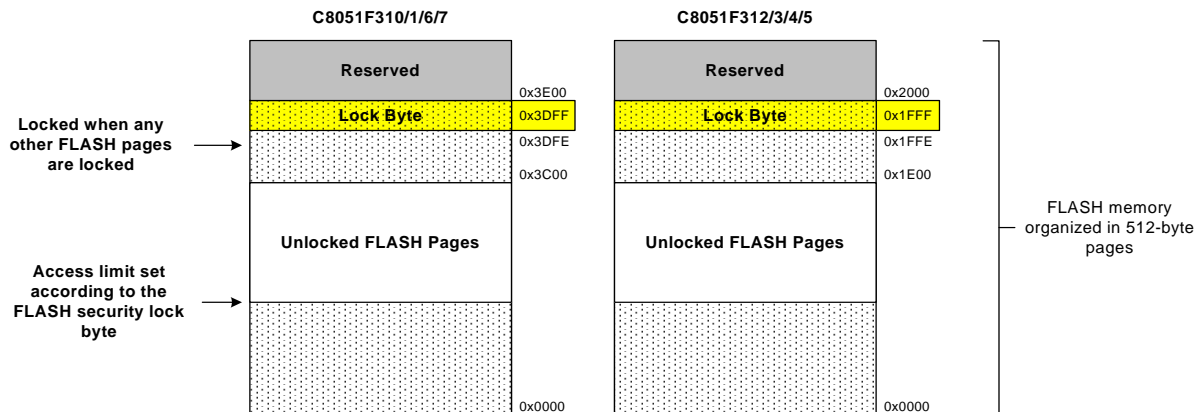 C8051F310/1/6/7
Reserved
0x3E00
Lock Byte
0x3DFF
0x3DFE
0x3C00
Unlocked FLASH Pages
0x0000
Locked when any
other FLASH pages
are locked
Access limit set
according to the
FLASH security lock
byte
C8051F312/3/4/5
Reserved
0x2000
Lock Byte
0x1FFF
0x1FFE
0x1E00
Unlocked FLASH Pages
0x0000
FLASH memory
organized in 512-byte
pages